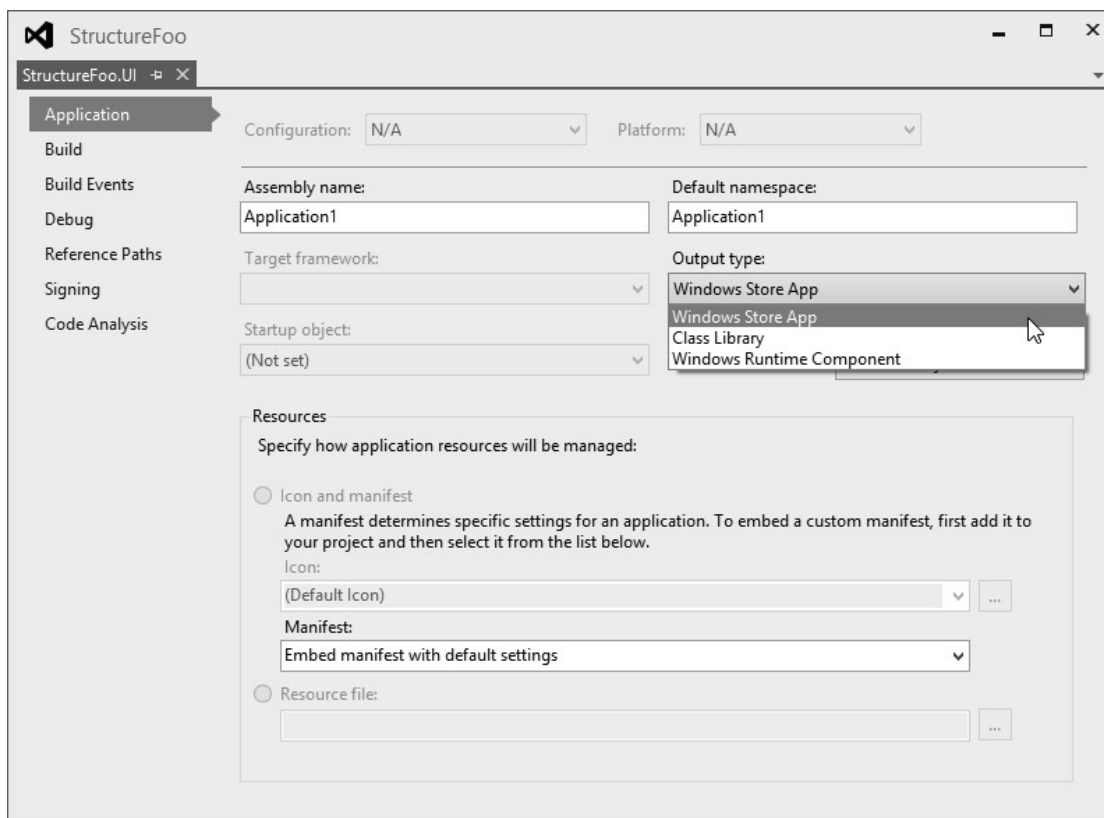 StructureFoo
StructureFoo.UI
Application
Build
Build Events
Debug
Reference Paths
Signing
Code Analysis
Configuration: N/A Platform: N/A
Assembly name: Default namespace:
Application1 Application1
Target framework: Output type:
Windows Store App
Windows Store App
Class Library
Windows Runtime Component
Startup object:
(Not set)
Resources
Specify how application resources will be managed:
Icon and manifest
A manifest determines specific settings for an application. To embed a custom manifest, first add it to
your project and then select it from the list below.
Icon:
(Default Icon) ...
Manifest:
Embed manifest with default settings
Resource file:
...